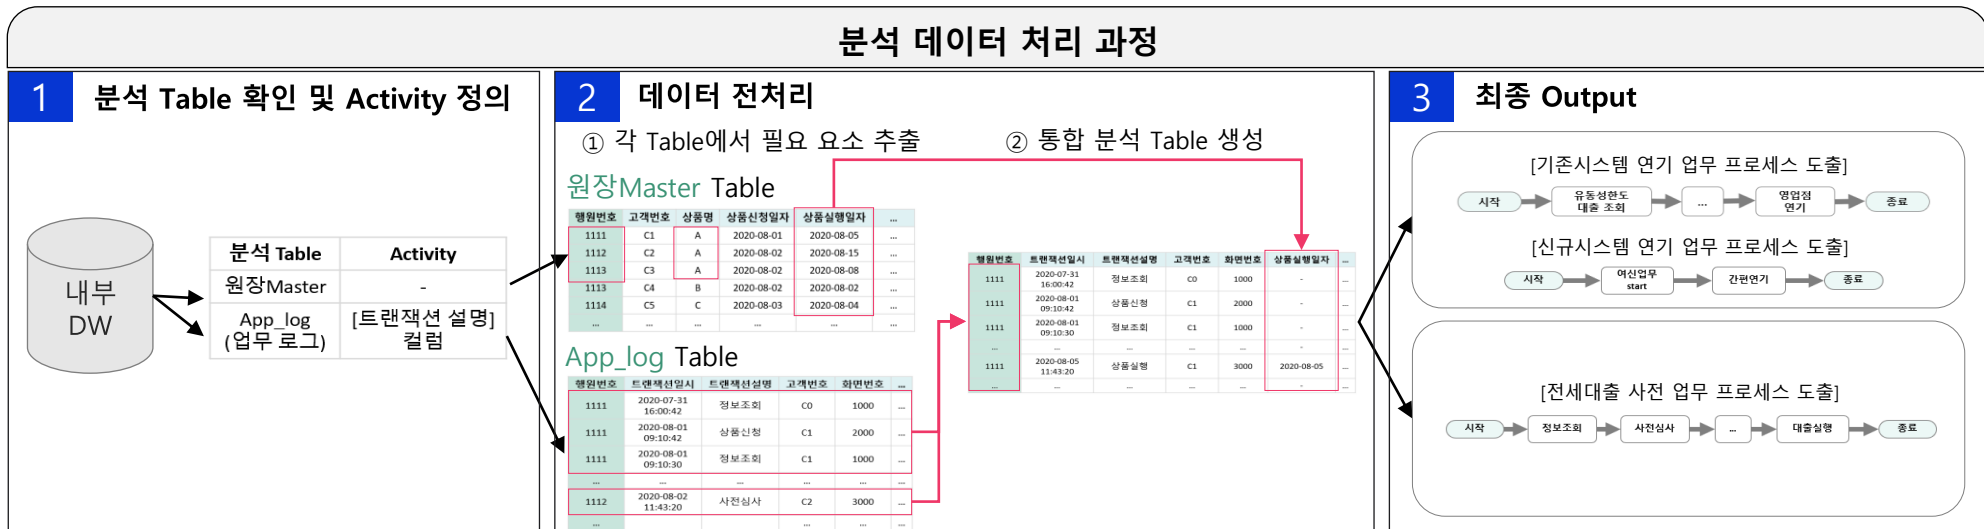 분석 데이터 처리 과정
1 분석 Table 확인 및 Activity 정의
내부
DW
분석 Table Activity
원장Master -
App_log [트랜잭션 설명]
(업무 로그) 컬럼
2 데이터 전처리
① 각 Table에서 필요 요소 추출
원장Master Table
행원번호 고객번호 상품명 상품신청일자 상품실행일자 ...
1111 C1 A 2020-08-01 2020-08-05 ...
1112 C2 A 2020-08-02 2020-08-15 ...
1113 C3 A 2020-08-02 2020-08-08 ...
1113 C4 B 2020-08-02 2020-08-02 ...
1114 C5 C 2020-08-03 2020-08-04 ...
... ... ... ... ... ...
App_log Table
행원번호 트랜잭션일시 트랜잭션설명 고객번호 화면번호 ...
1111 2020-07-31 정보조회 C0 1000 ...
16:00:42
1111 2020-08-01 상품신청 C1 2000 ...
09:10:42
1111 2020-08-01 정보조회 C1 1000 ...
09:10:30
... ... ... ... ... ...
1112 2020-08-02 사전심사 C2 3000 ...
11:43:20
... ... ... ...
② 통합 분석 Table 생성
행원번호 트랜잭션일시 트랜잭션설명 고객번호 화면번호 상품실행일자 ...
1111 2020-07-31 정보조회 C0 1000 - ...
16:00:42
1111 2020-08-01 상품신청 C1 2000 - ...
09:10:42
1111 2020-08-01 정보조회 C1 1000 - ...
09:10:30
... ... ... ... ... - ...
1111 2020-08-05 상품실행 C1 3000 2020-08-05 ...
11:43:20
... ... ... ... ... - ...
3 최종 Output
[기존시스템 연기 업무 프로세스 도출]
시작 유동성한도 ... 영업점 종료
대출 조회 연기
[신규시스템 연기 업무 프로세스 도출]
시작 여신업무 간편연기 종료
start
[전세대출 사전 업무 프로세스 도출]
시작 정보조회 사전심사 ... 대출실행 종료